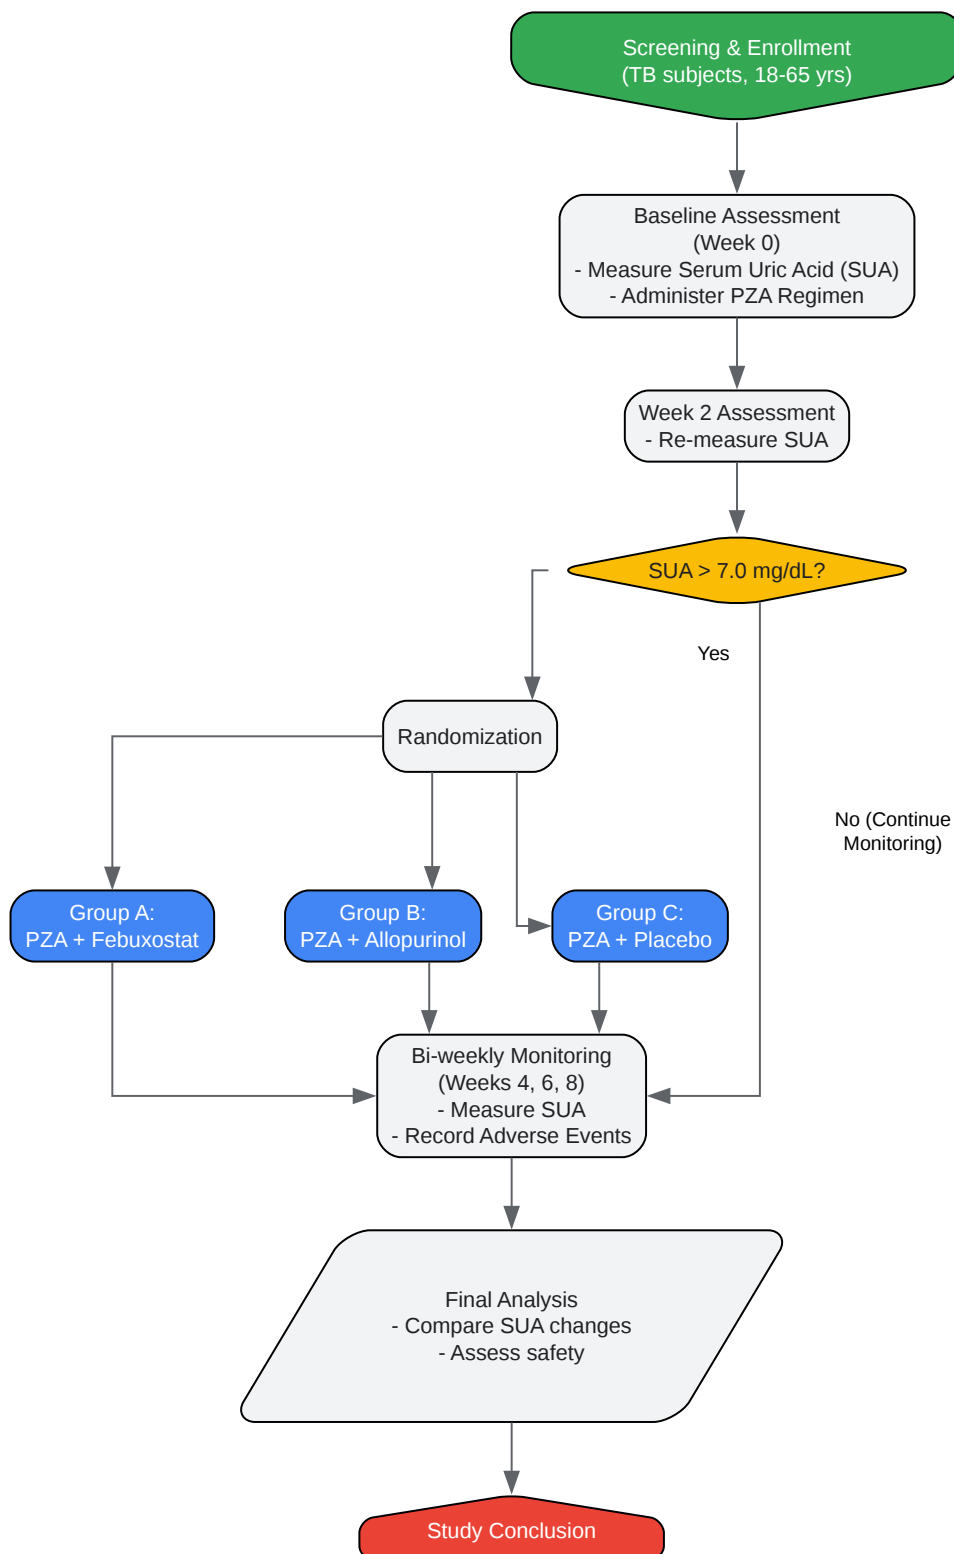 Screening & Enrollment
(TB subjects, 18-65 yrs)
Baseline Assessment
(Week 0)
- Measure Serum Uric Acid (SUA)
- Administer PZA Regimen
Week 2 Assessment
- Re-measure SUA
SUA > 7.0 mg/dL?
Yes
Randomization
No (Continue
Monitoring)
Group A:
PZA + Febuxostat
Group B:
PZA + Allopurinol
Group C:
PZA + Placebo
Bi-weekly Monitoring
(Weeks 4, 6, 8)
- Measure SUA
- Record Adverse Events
Final Analysis
- Compare SUA changes
- Assess safety
Study Conclusion